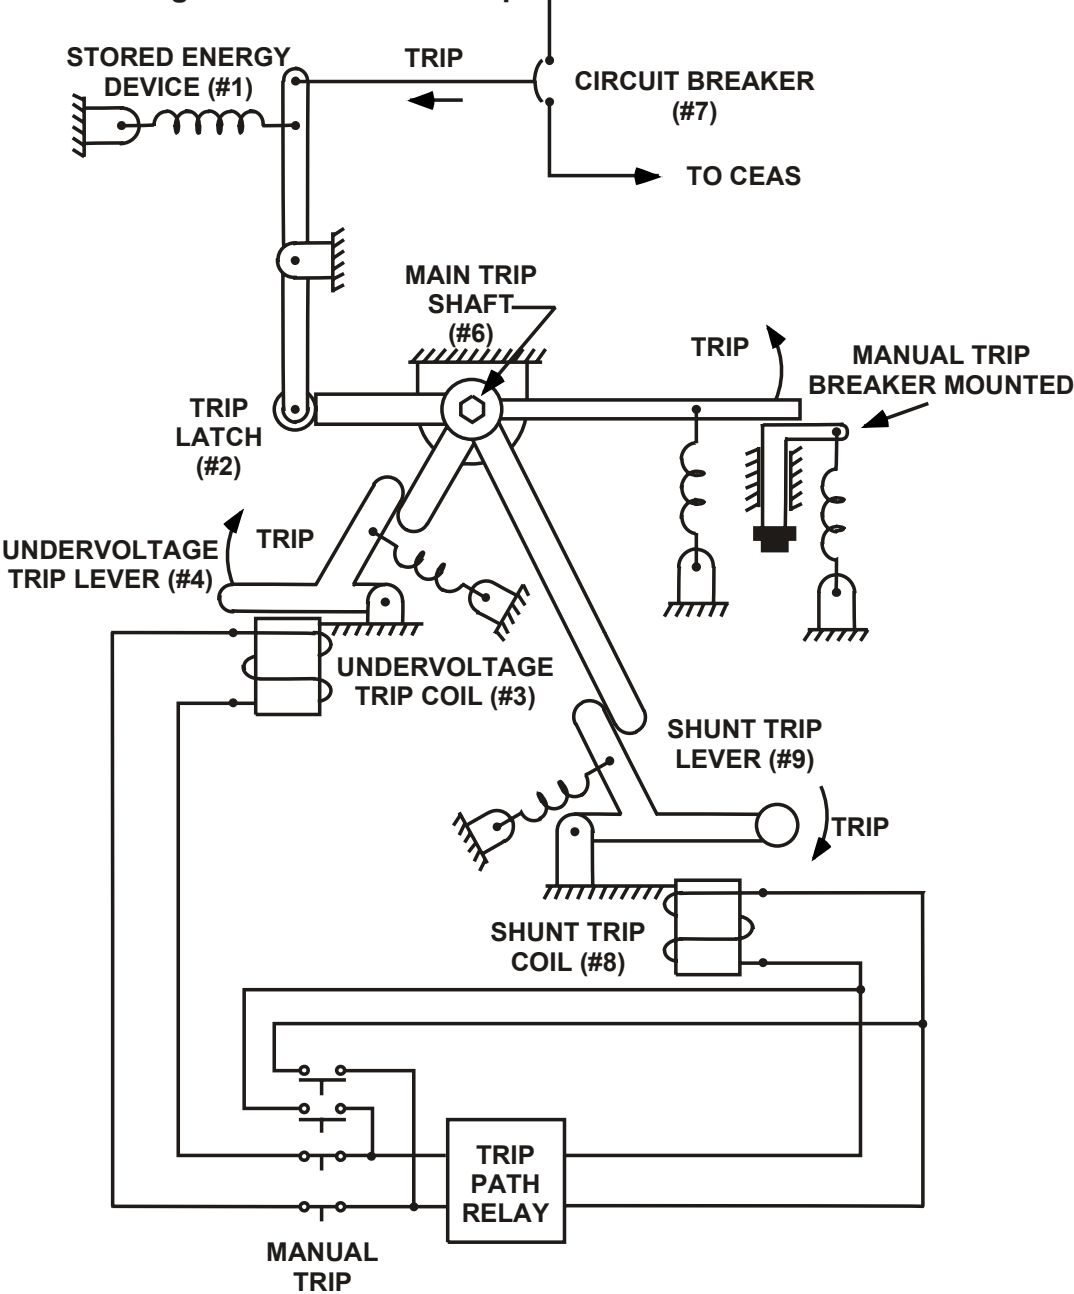 STORED ENERGY
DEVICE (#1)
TRIP
CIRCUIT BREAKER
(#7)
TO CEAS
MAIN TRIP
SHAFT
(#6)
TRIP
MANUAL TRIP
BREAKER MOUNTED
TRIP
LATCH
(#2)
TRIP
UNDERVOLTAGE
TRIP LEVER (#4)
UNDERVOLTAGE
TRIP COIL (#3)
SHUNT TRIP
LEVER (#9)
TRIP
SHUNT TRIP
COIL (#8)
TRIP
PATH
RELAY
MANUAL
TRIP